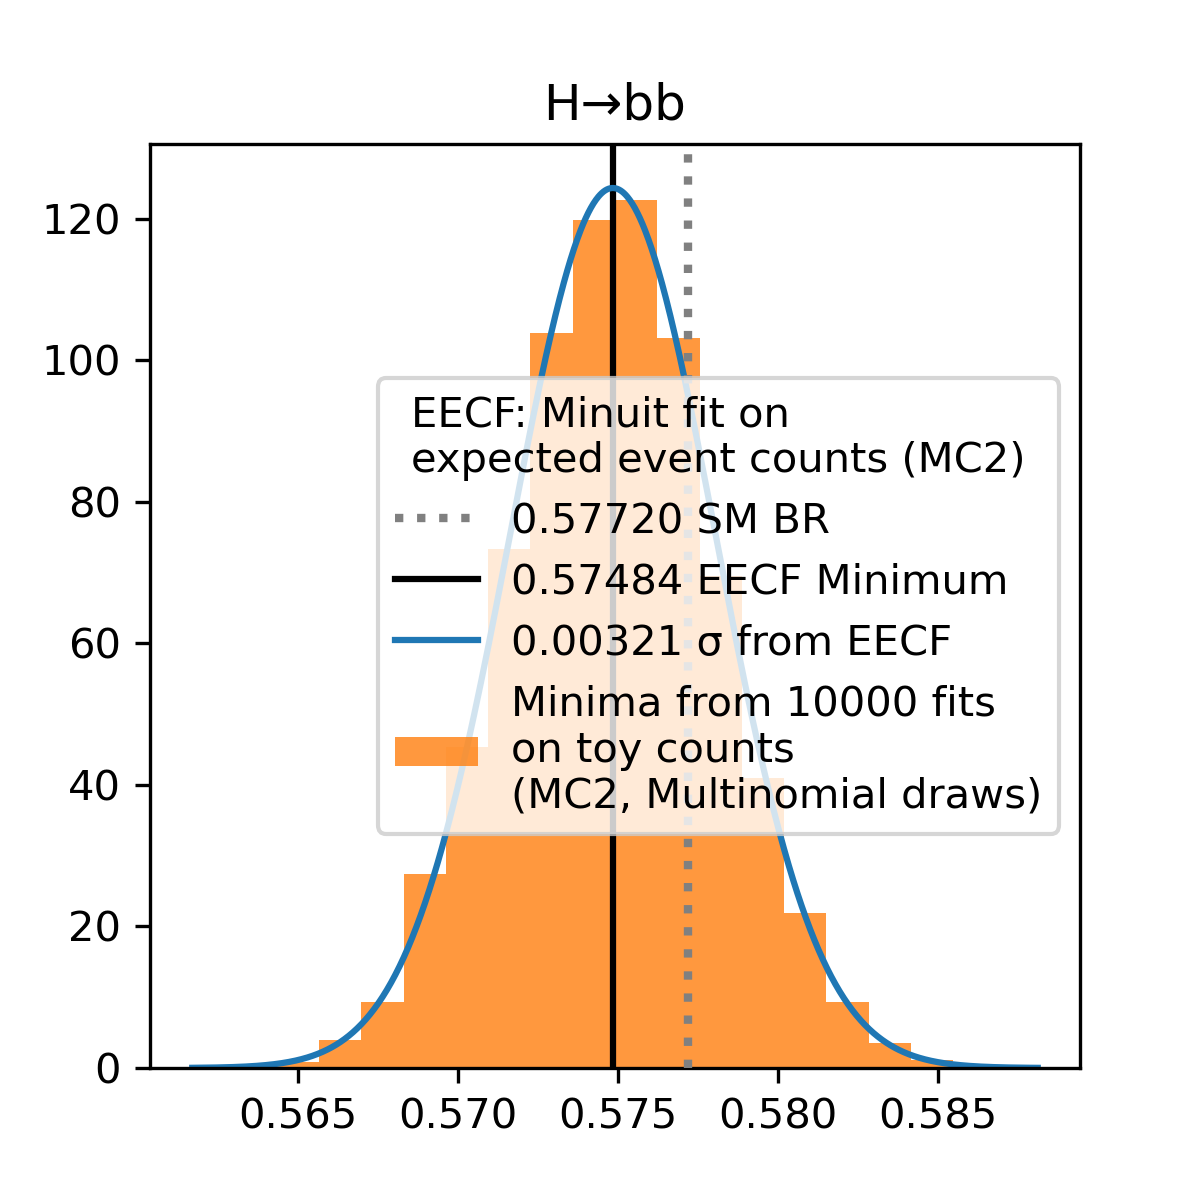 H→bb
120
100
80
60
40
20
0
EECF: Minuit fit on
expected event counts (MC2)
0.57720 SM BR
0.57484 EECF Minimum
0.00321 σ from EECF
Minima from 10000 fits
on toy counts
(MC2, Multinomial draws)
0.565 0.570 0.575 0.580 0.585